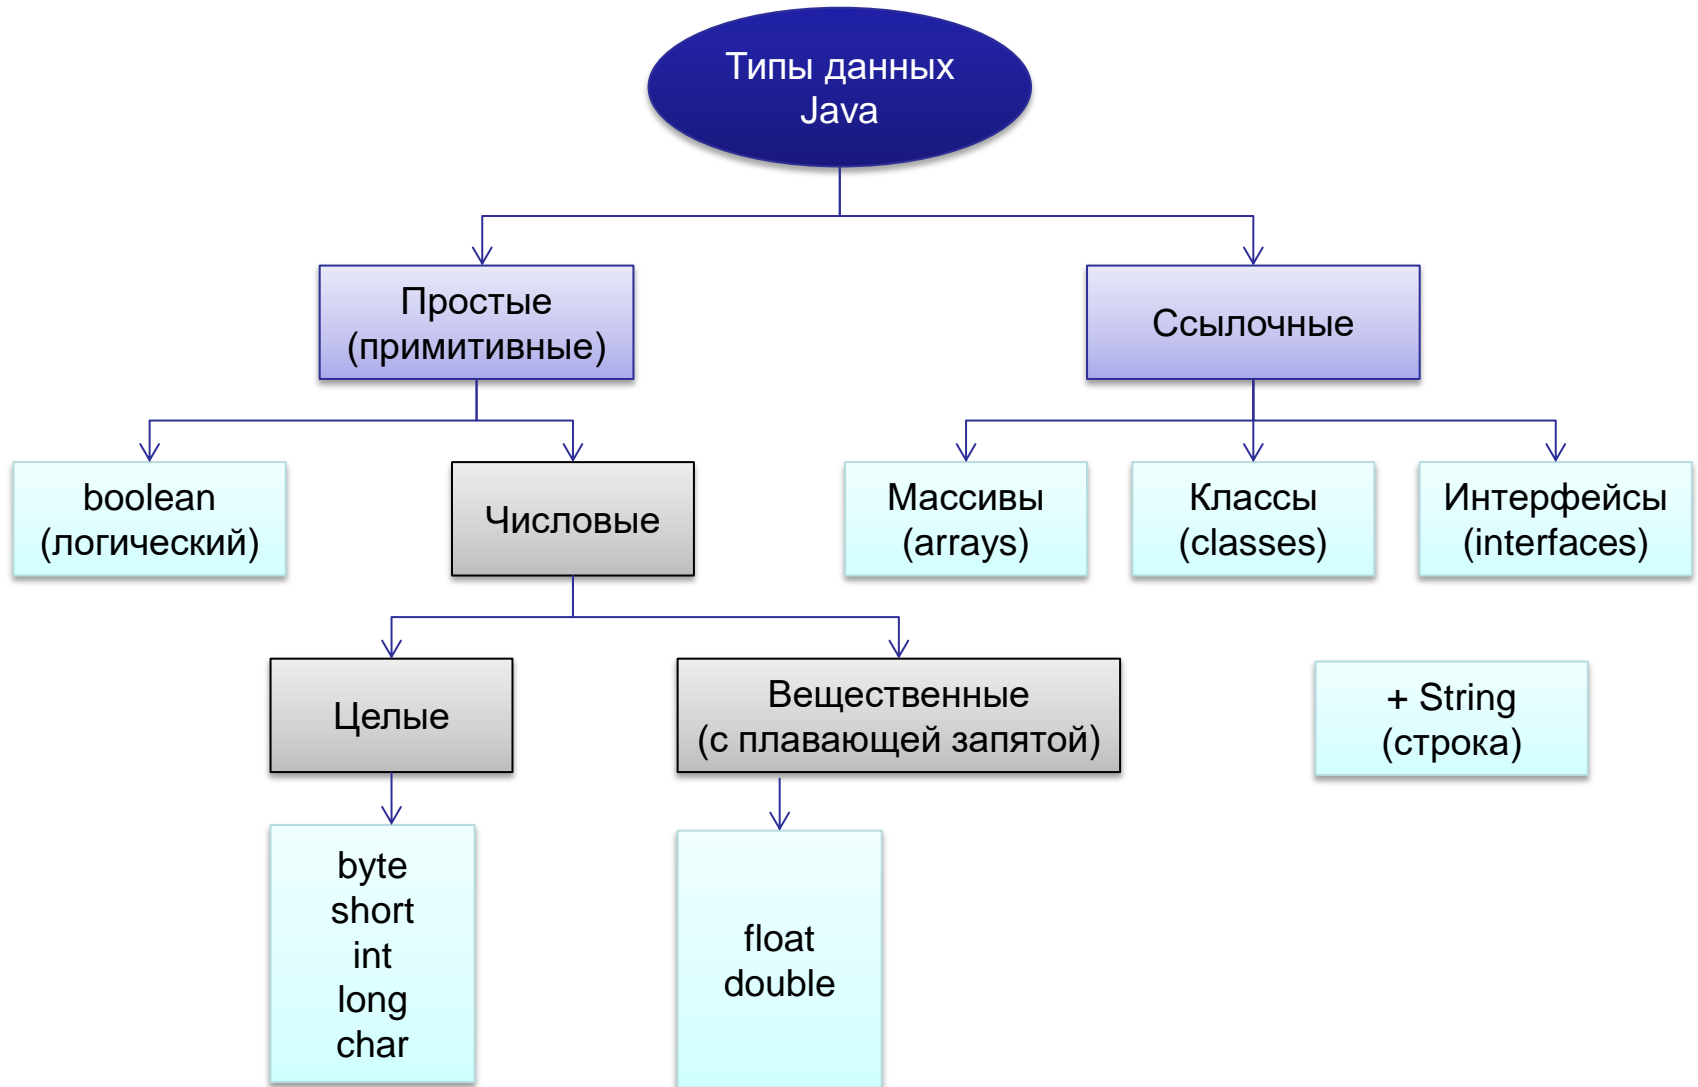 Типы данных
Java
Простые
(примитивные)
Ссылочные
boolean
(логический)
Числовые
Массивы
(arrays)
Классы
(classes)
Интерфейсы
(interfaces)
Целые
Вещественные
(с плавающей запятой)
+ String
(строка)
byte
short
int
long
char
float
double